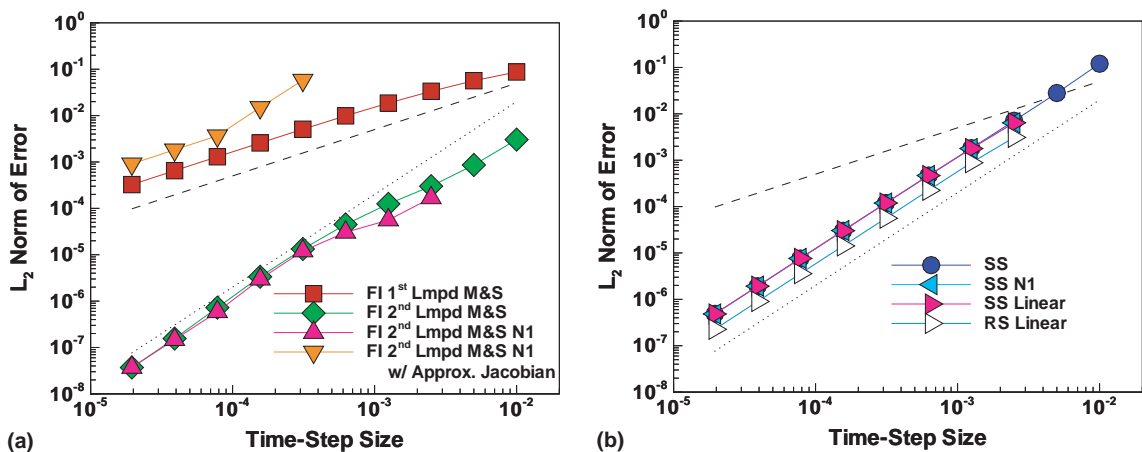 10⁰
10⁻¹
10⁻²
10⁻³
10⁻⁴
10⁻⁵
10⁻⁶
10⁻⁷
10⁻⁸
L₂ Norm of Error
FI 1ˢᵗ Lmpd M&S
FI 2ⁿᵈ Lmpd M&S
FI 2ⁿᵈ Lmpd M&S N1
FI 2ⁿᵈ Lmpd M&S N1
w/ Approx. Jacobian
10⁻⁵ 10⁻⁴ 10⁻³ 10⁻²
(a) Time-Step Size
10⁰
10⁻¹
10⁻²
10⁻³
10⁻⁴
10⁻⁵
10⁻⁶
10⁻⁷
10⁻⁸
L₂ Norm of Error
SS
SS N1
SS Linear
RS Linear
10⁻⁵ 10⁻⁴ 10⁻³ 10⁻²
(b) Time-Step Size